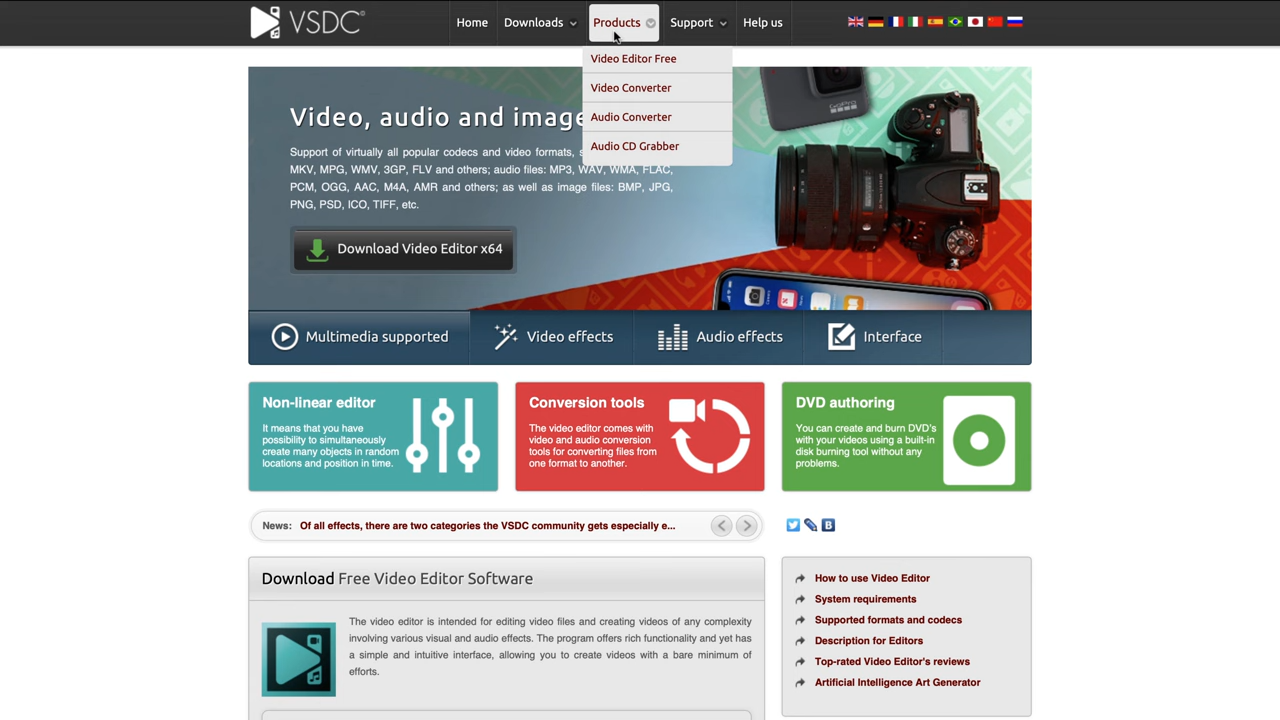 VSDC
Home
Downloads
Products
Support
Help us
Video Editor Free
Video Converter
Audio Converter
Audio CD Grabber
Video, audio and image
Support of virtually all popular codecs and video formats, s
MKV, MPG, WMV, 3GP, FLV and others; audio files: MP3, WAV, WMA, FLAC,
PCM, OGG, AAC, M4A, AMR and others; as well as image files: BMP, JPG,
PNG, PSD, ICO, TIFF, etc.
Download Video Editor x64
GoPro
Multimedia supported
Video effects
Audio effects
Interface
Non-linear editor
It means that you have
possibility to simultaneously
create many objects in random
locations and position in time.
Conversion tools
The video editor comes with
video and audio conversion
tools for converting files from
one format to another.
DVD authoring
You can create and burn DVD's
with your videos using a built-in
disk burning tool without any
problems.
News: Of all effects, there are two categories the VSDC community gets especially e...
Download Free Video Editor Software
The video editor is intended for editing video files and creating videos of any complexity
involving various visual and audio effects. The program offers rich functionality and yet has
a simple and intuitive interface, allowing you to create videos with a bare minimum of
efforts.
How to use Video Editor
System requirements
Supported formats and codecs
Description for Editors
Top-rated Video Editor's reviews
Artificial Intelligence Art Generator